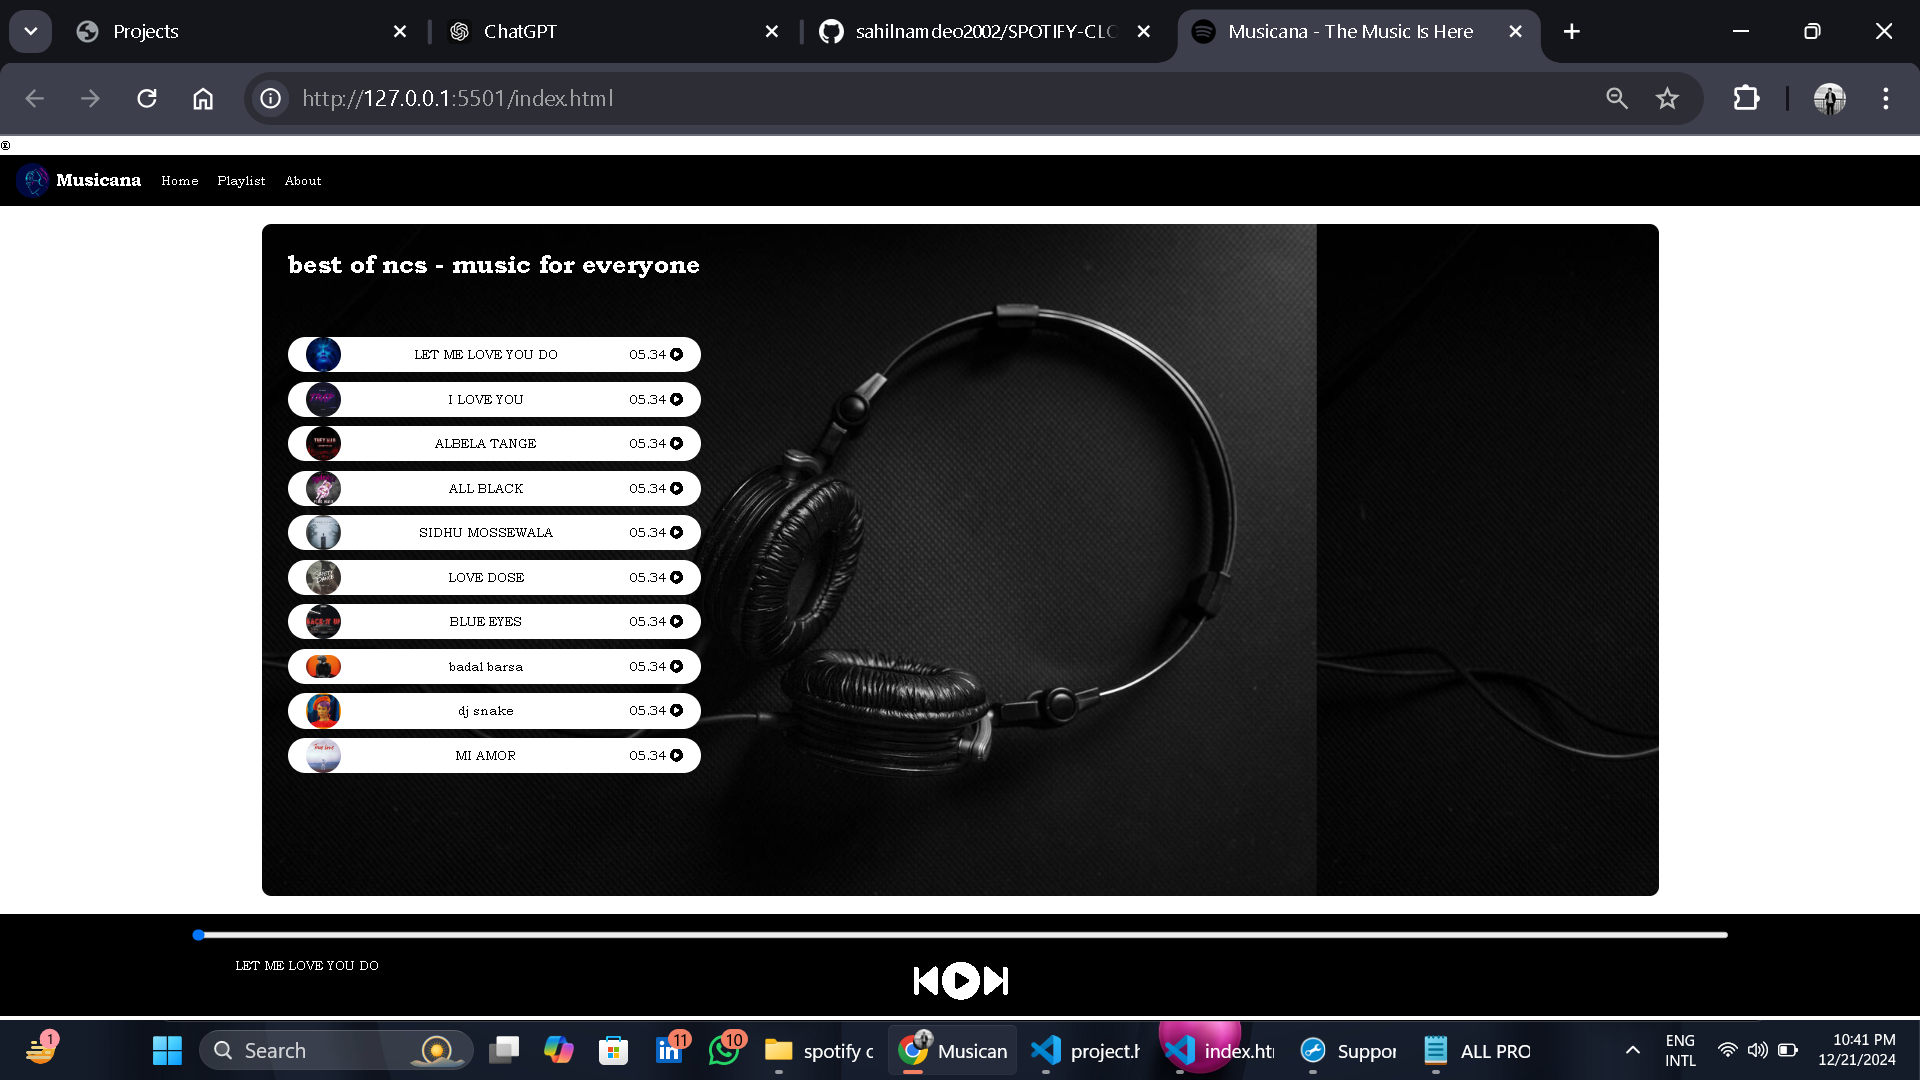 Projects
ChatGPT
sahilnamdeo2002/SPOTIFY-CLO
Musicana - The Music Is Here
http://127.0.0.1:5501/index.html
Musicana Home Playlist About
best of ncs - music for everyone
LET ME LOVE YOU DO 05.34
I LOVE YOU 05.34
ALBELA TANGE 05.34
ALL BLACK 05.34
SIDHU MOSSEWALA 05.34
LOVE DOSE 05.34
BLUE EYES 05.34
badal barsa 05.34
dj snake 05.34
MI AMOR 05.34
LET ME LOVE YOU DO
1
Search
11
10
spotify c
Musican
project.h
index.ht
Suppor
ALL PRO
ENG
INTL
10:41 PM
12/21/2024